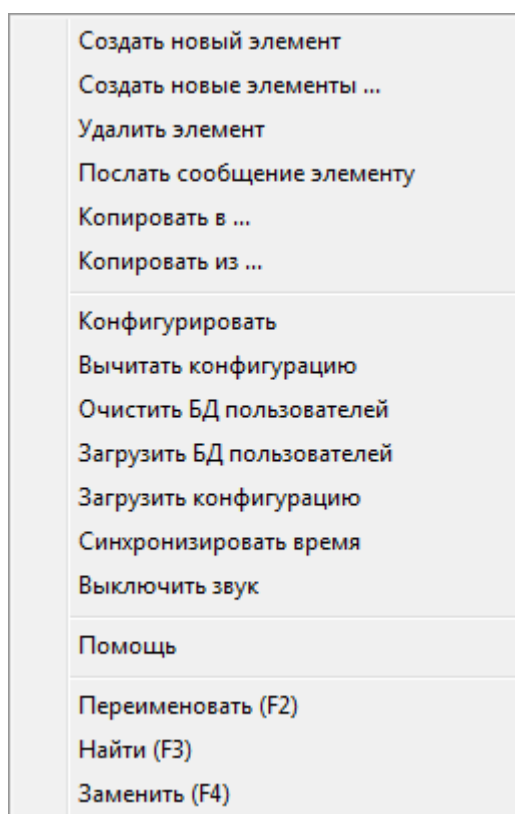 Создать новый элемент
Создать новые элементы ...
Удалить элемент
Послать сообщение элементу
Копировать в ...
Копировать из ...
Конфигурировать
Вычитать конфигурацию
Очистить БД пользователей
Загрузить БД пользователей
Загрузить конфигурацию
Синхронизировать время
Выключить звук
Помощь
Переименовать (F2)
Найти (F3)
Заменить (F4)